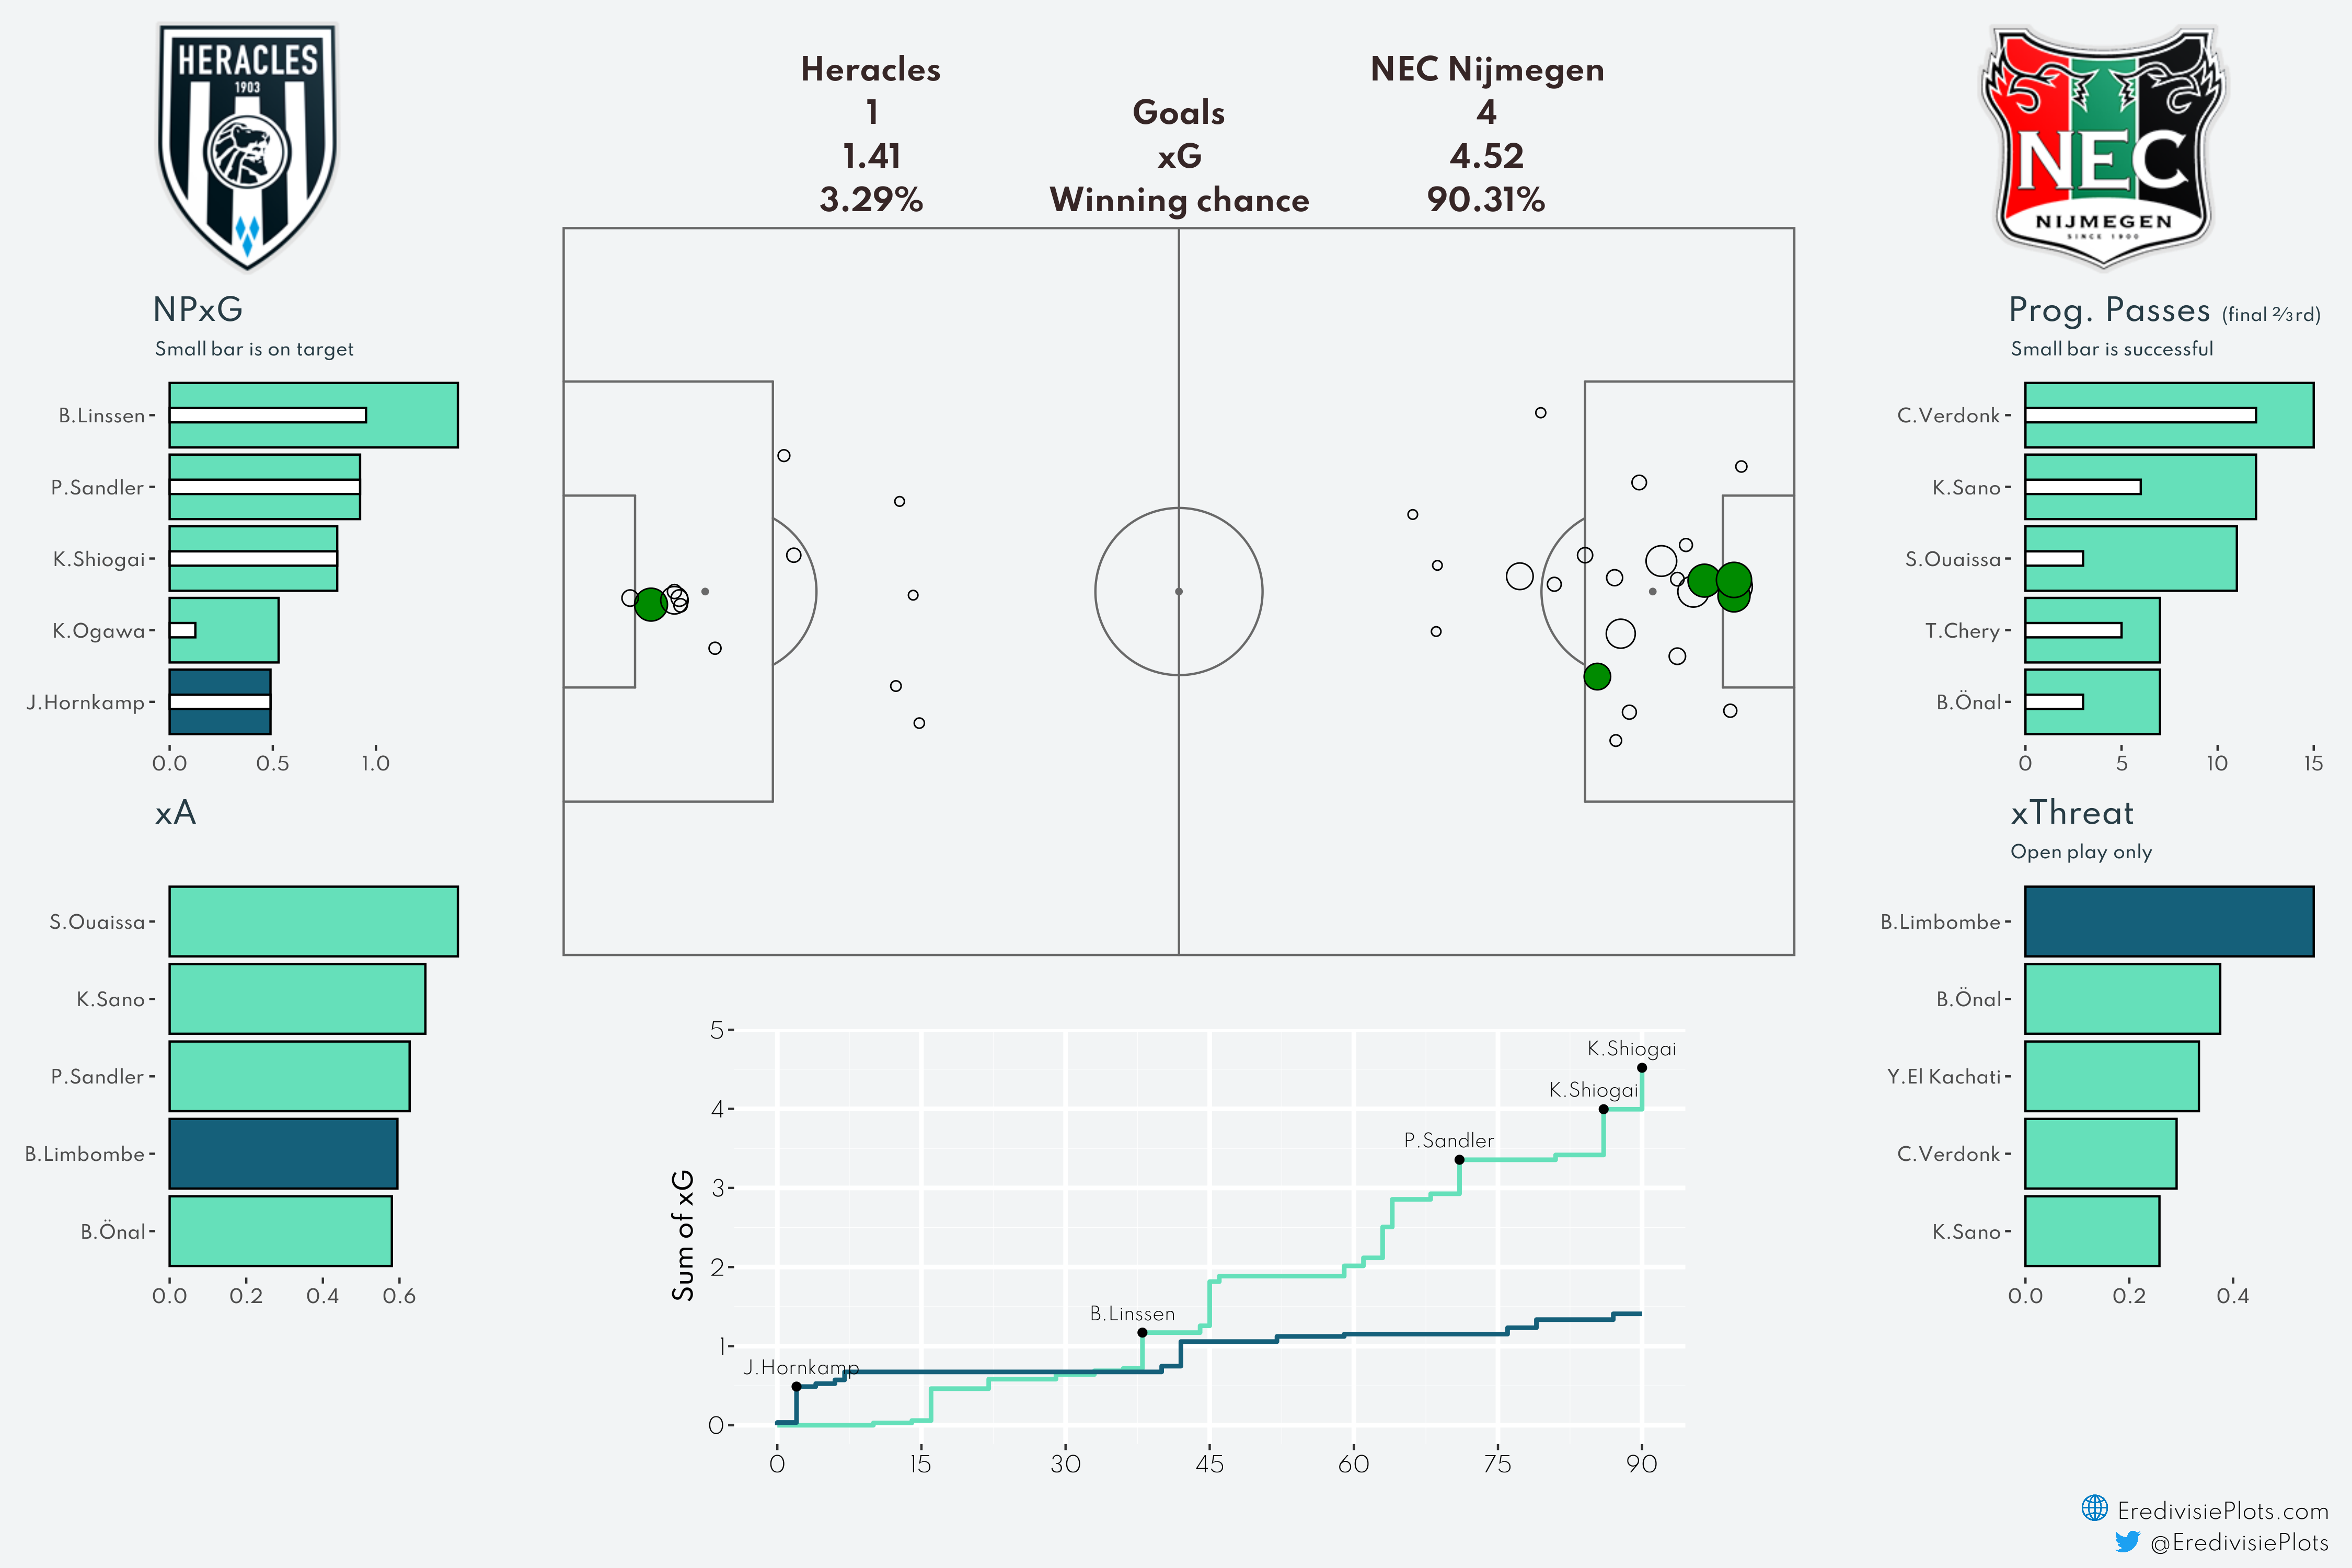 HERACLES
1903
Heracles NEC Nijmegen
1 Goals 4
1.41 xG 4.52
3.29% Winning chance 90.31%
NEC
NIJMEGEN
SINCE 1900
NPxG
Small bar is on target
B.Linssen
P.Sandler
K.Shiogai
K.Ogawa
J.Hornkamp
0.0 0.5 1.0
xA
S.Ouaissa
K.Sano
P.Sandler
B.Limbombe
B.Önal
0.0 0.2 0.4 0.6
Sum of xG
5
4
3
2
1
0
K.Shiogai
K.Shiogai
P.Sandler
B.Linssen
J.Hornkamp
0 15 30 45 60 75 90
Prog. Passes (final ⅔rd)
Small bar is successful
C.Verdonk
K.Sano
S.Ouaissa
T.Chery
B.Önal
0 5 10 15
xThreat
Open play only
B.Limbombe
B.Önal
Y.El Kachati
C.Verdonk
K.Sano
0.0 0.2 0.4
EredivisiePlots.com
@EredivisiePlots